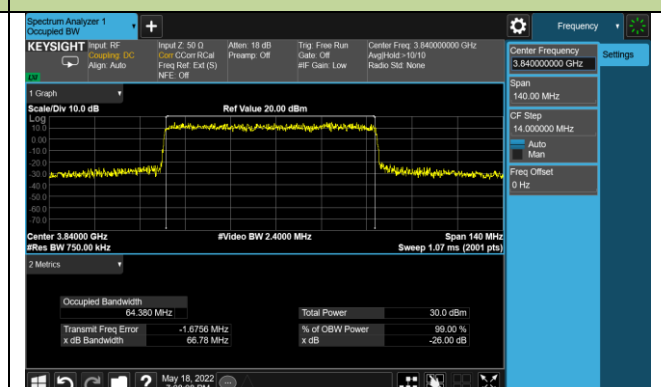 Spectrum Analyzer 1
Occupied BW
+
Frequency
KEYSIGHT
Input: RF
Coupling: DC
Align: Auto
Input Z: 50 Ω
Corr CCorr RCal
Freq Ref: Ext (S)
NFE: Off
Atten: 18 dB
Preamp: Off
Trig: Free Run
Gate: Off
#IF Gain: Low
Center Freq: 3.840000000 GHz
Avg|Hold:>10/10
Radio Std: None
Center Frequency
3.840000000 GHz
Settings
Span
140.00 MHz
CF Step
14.000000 MHz
Auto
Man
Freq Offset
0 Hz
1 Graph
Scale/Div 10.0 dB
Ref Value 20.00 dBm
Log
10.0
0.00
-10.0
-20.0
-30.0
-40.0
-50.0
-60.0
-70.0
Center 3.84000 GHz
#Video BW 2.4000 MHz
Span 140 MHz
#Res BW 750.00 kHz
Sweep 1.07 ms (2001 pts)
2 Metrics
Occupied Bandwidth
64.380 MHz
Total Power
30.0 dBm
Transmit Freq Error
-1.6756 MHz
% of OBW Power
99.00 %
x dB Bandwidth
66.78 MHz
x dB
-26.00 dB
?
May 18, 2022